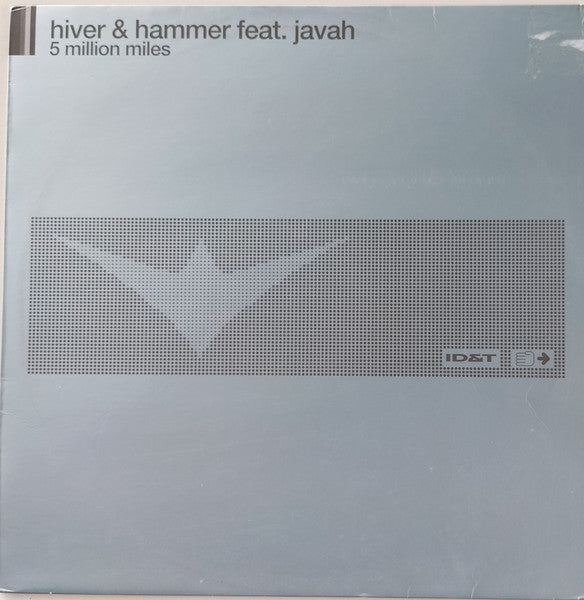 hiver & hammer feat. javah
5 million miles
ID&T